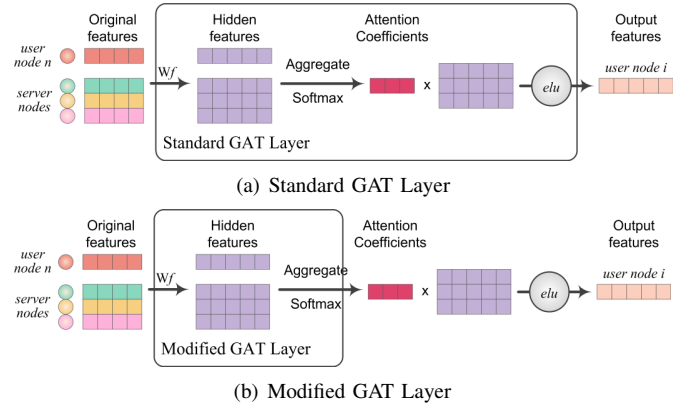 Original features
Hidden features
Attention Coefficients
Output features
user node n
Wf
Aggregate
Softmax
x
elu
user node i
server nodes
Standard GAT Layer
(a) Standard GAT Layer
Original features
Hidden features
Attention Coefficients
Output features
user node n
Wf
Aggregate
Softmax
x
elu
user node i
server nodes
Modified GAT Layer
(b) Modified GAT Layer